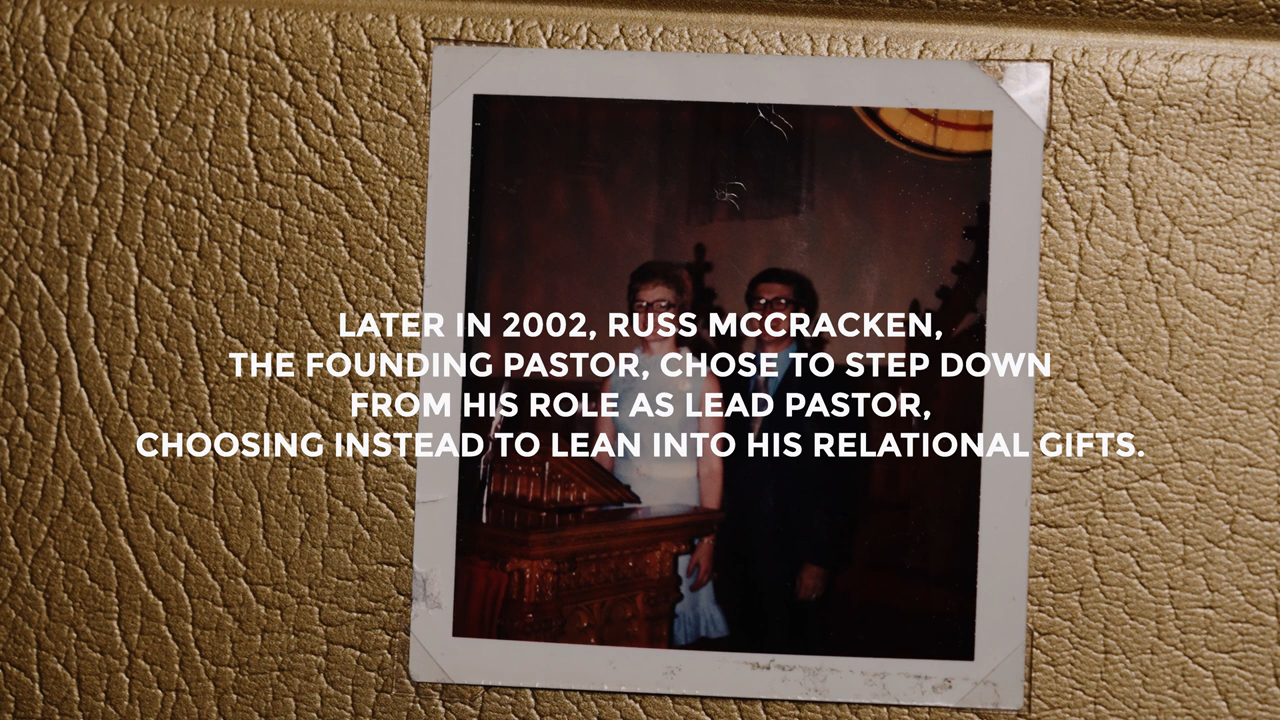 LATER IN 2002, RUSS MCCRACKEN,
THE FOUNDING PASTOR, CHOSE TO STEP DOWN
FROM HIS ROLE AS LEAD PASTOR,
CHOOSING INSTEAD TO LEAN INTO HIS RELATIONAL GIFTS.